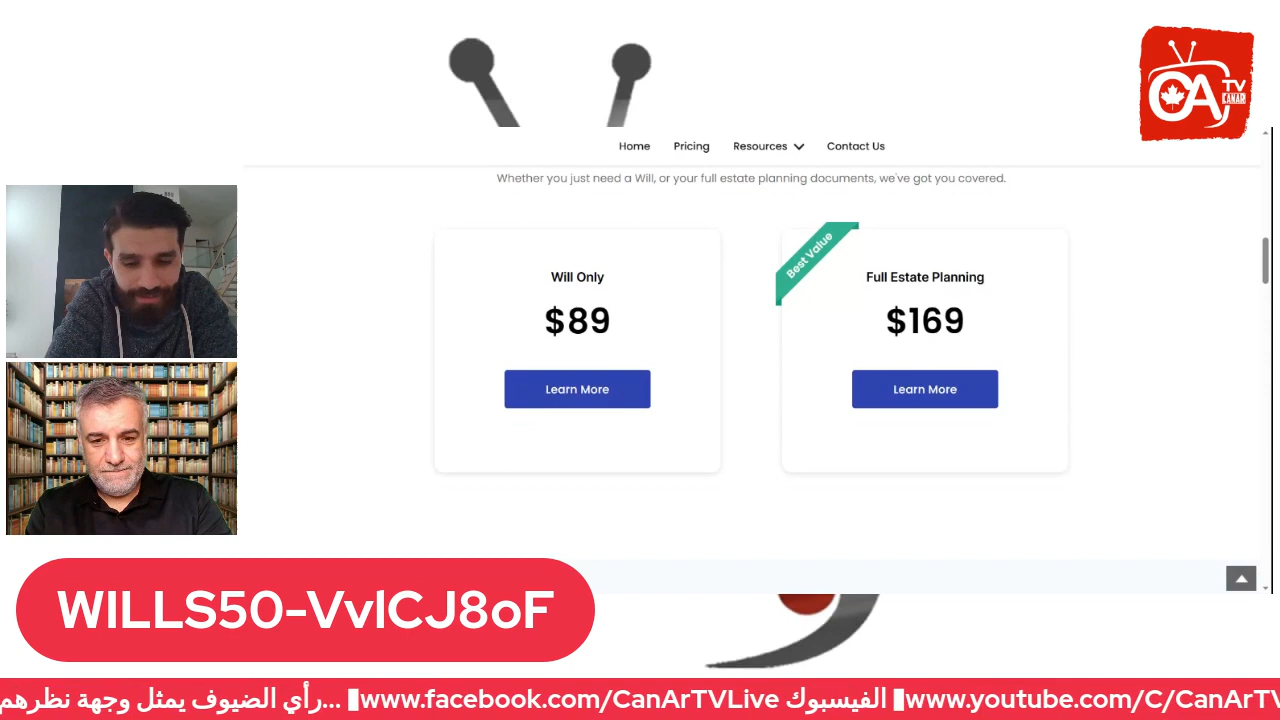 CA TV
CANAR
Home Pricing Resources Contact Us
Whether you just need a Will, or your full estate planning documents, we've got you covered.
Best Value
Will Only
Full Estate Planning
$89
$169
Learn More
Learn More
WILLS50-VvlCJ8oF
رأي الضيوف يمثل وجهة نظرهم... www.facebook.com/CanArTVLive الفيسبوك www.youtube.com/C/CanArTV